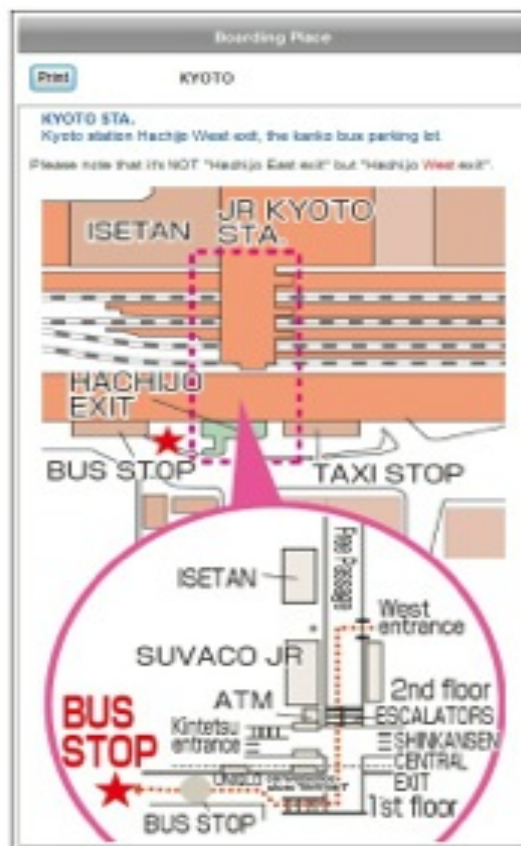 Boarding Place
Print
KYOTO
KYOTO STA.
Kyoto station Hachijo West exit, the kanko bus parking lot
Please note that it's NOT "Hachijo East exit" but "Hachijo West exit".
ISETAN
JR KYOTO
STA.
HACHIJO
EXIT
BUS STOP
TAXI STOP
Free Passage
ISETAN
West
entrance
SUVACO JR
2nd floor
ATM
ESCALATORS
BUS
STOP
Kintetsu
entrance
SHINKANSEN
CENTRAL
EXIT
1st floor
BUS STOP